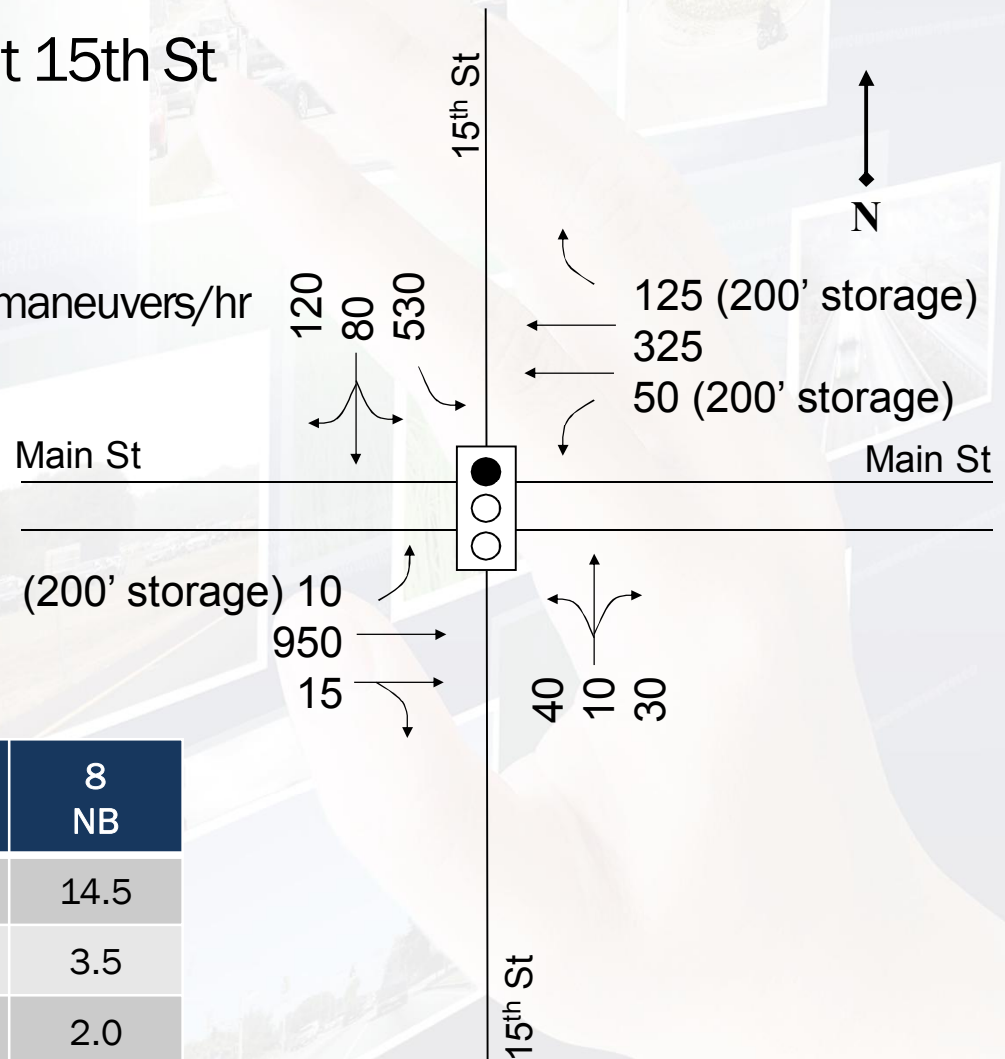 t 15th St
15th St
N
maneuvers/hr
120
80
530
125 (200' storage)
325
50 (200' storage)
Main St
Main St
(200' storage) 10
950
15
40
10
30
8
NB
14.5
3.5
2.0
15th St